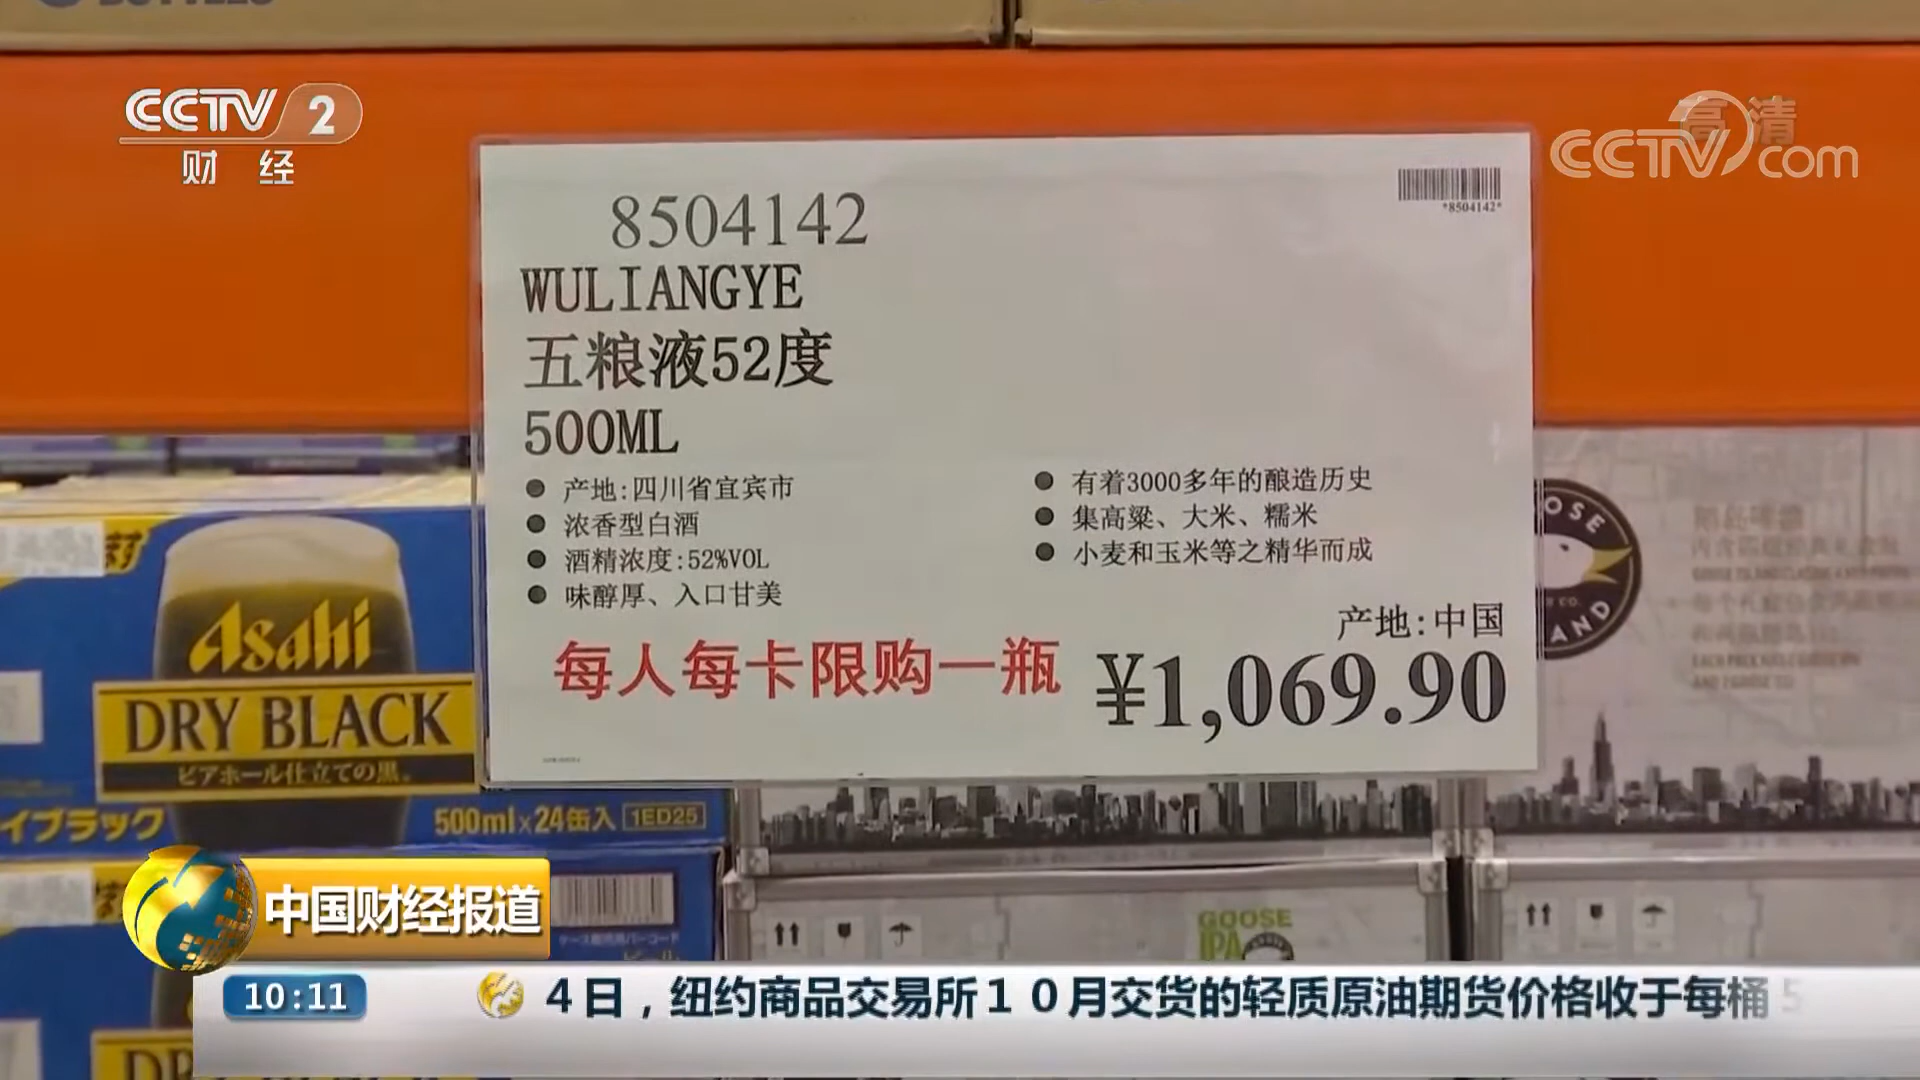 CCTV 2
财 经
高清
CCTV com
8504142
*8504142*
WULIANGYE
五粮液52度
500ML
● 产地:四川省宜宾市
● 浓香型白酒
● 酒精浓度:52%VOL
● 味醇厚、入口甘美
● 有着3000多年的酿造历史
● 集高粱、大米、糯米
● 小麦和玉米等之精华而成
产地:中国
每人每卡限购一瓶
¥1,069.90
Asahi
DRY BLACK
ビアホール仕立ての黒。
イブラック
500ml×24缶入 1ED25
OSE
AND
GOOSE
IPA
中国财经报道
10:11
4日，纽约商品交易所10月交货的轻质原油期货价格收于每桶5